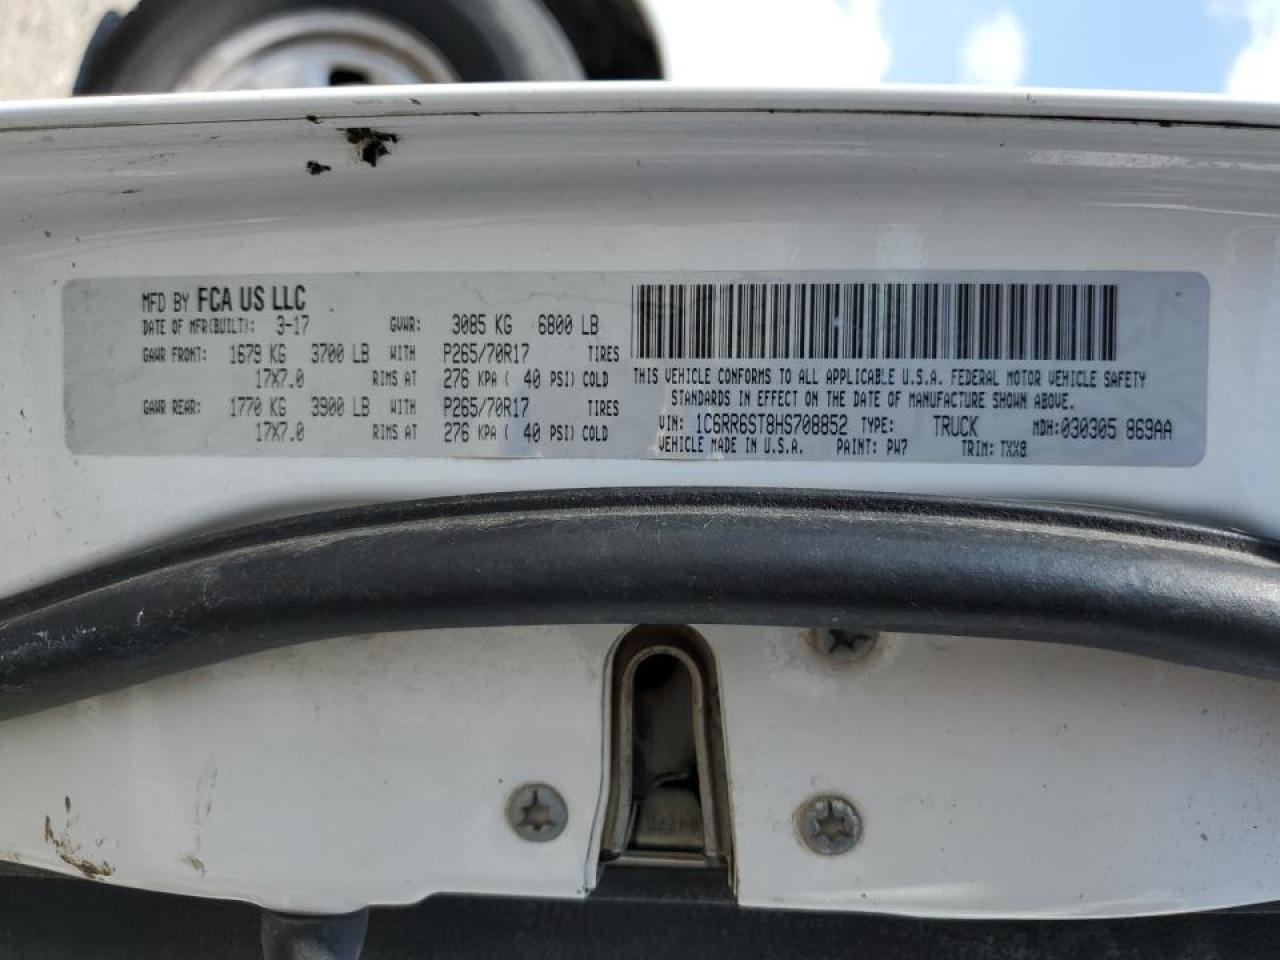 MFD BY FCA US LLC
DATE OF MFR(BUILT): 3-17 GVWR: 3085 KG 6800 LB
GAWR FRONT: 1679 KG 3700 LB WITH P265/70R17 TIRES
17X7.0 RIMS AT 276 KPA ( 40 PSI) COLD
GAWR REAR: 1770 KG 3900 LB WITH P265/70R17 TIRES
17X7.0 RIMS AT 276 KPA ( 40 PSI) COLD
THIS VEHICLE CONFORMS TO ALL APPLICABLE U.S.A. FEDERAL MOTOR VEHICLE SAFETY
STANDARDS IN EFFECT ON THE DATE OF MANUFACTURE SHOWN ABOVE.
VIN: 1C6RR6ST8HS708852 TYPE: TRUCK MDH:030305 869AA
VEHICLE MADE IN U.S.A. PAINT: PW7 TRIM: TXX8